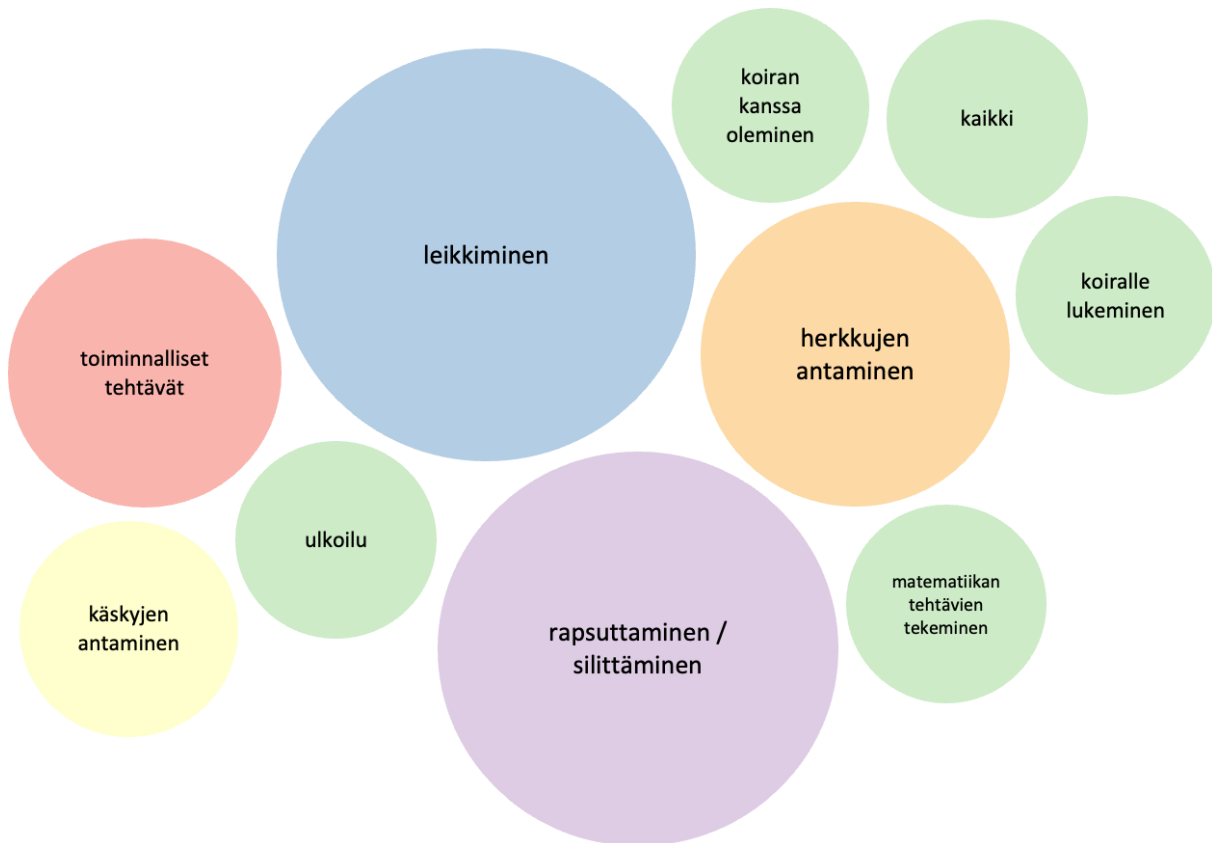 koiran
kanssa
oleminen
kaikki
leikkiminen
koiralle
lukeminen
herkkujen
antaminen
toiminnalliset
tehtävät
ulkoilu
käskyjen
antaminen
rapsuttaminen /
silittäminen
matematiikan
tehtävien
tekeminen